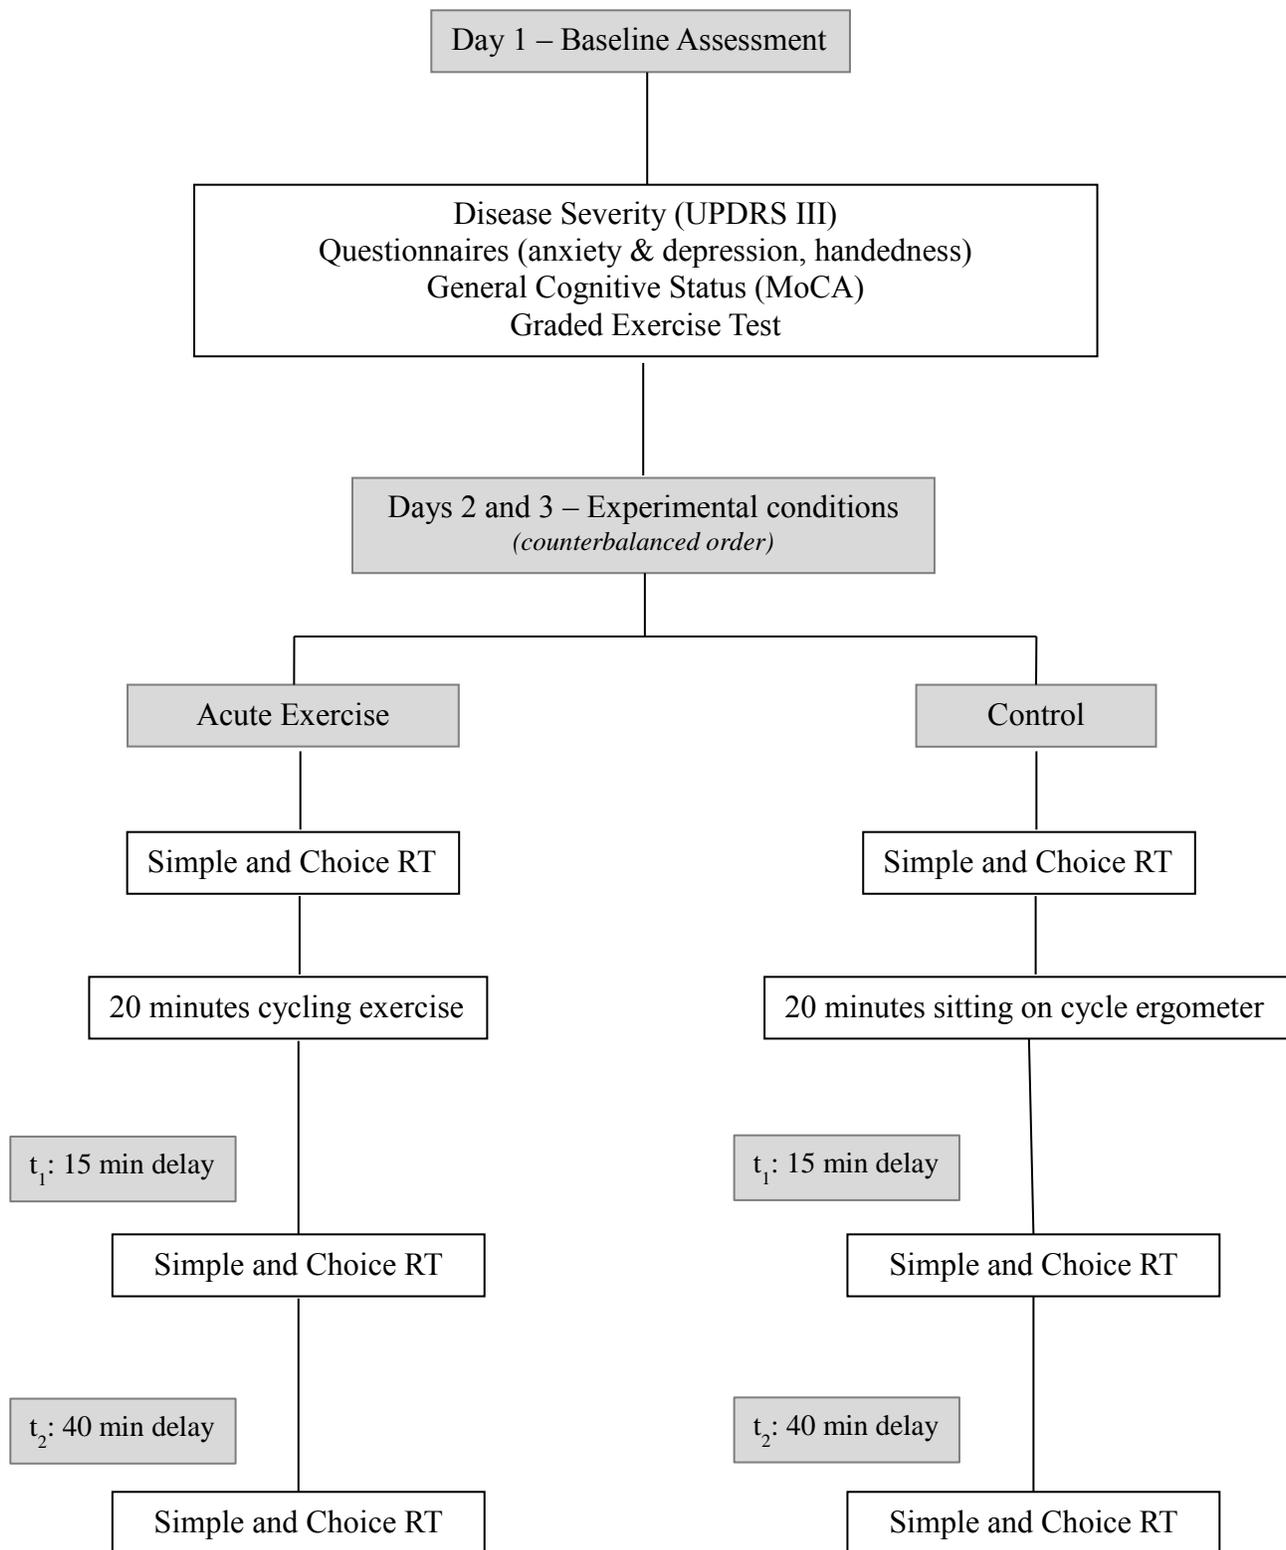 Day 1 – Baseline Assessment
Disease Severity (UPDRS III)
Questionnaires (anxiety & depression, handedness)
General Cognitive Status (MoCA)
Graded Exercise Test
Days 2 and 3 – Experimental conditions
(counterbalanced order)
Acute Exercise
Control
Simple and Choice RT
Simple and Choice RT
20 minutes cycling exercise
20 minutes sitting on cycle ergometer
t₁: 15 min delay
t₁: 15 min delay
Simple and Choice RT
Simple and Choice RT
t₂: 40 min delay
t₂: 40 min delay
Simple and Choice RT
Simple and Choice RT